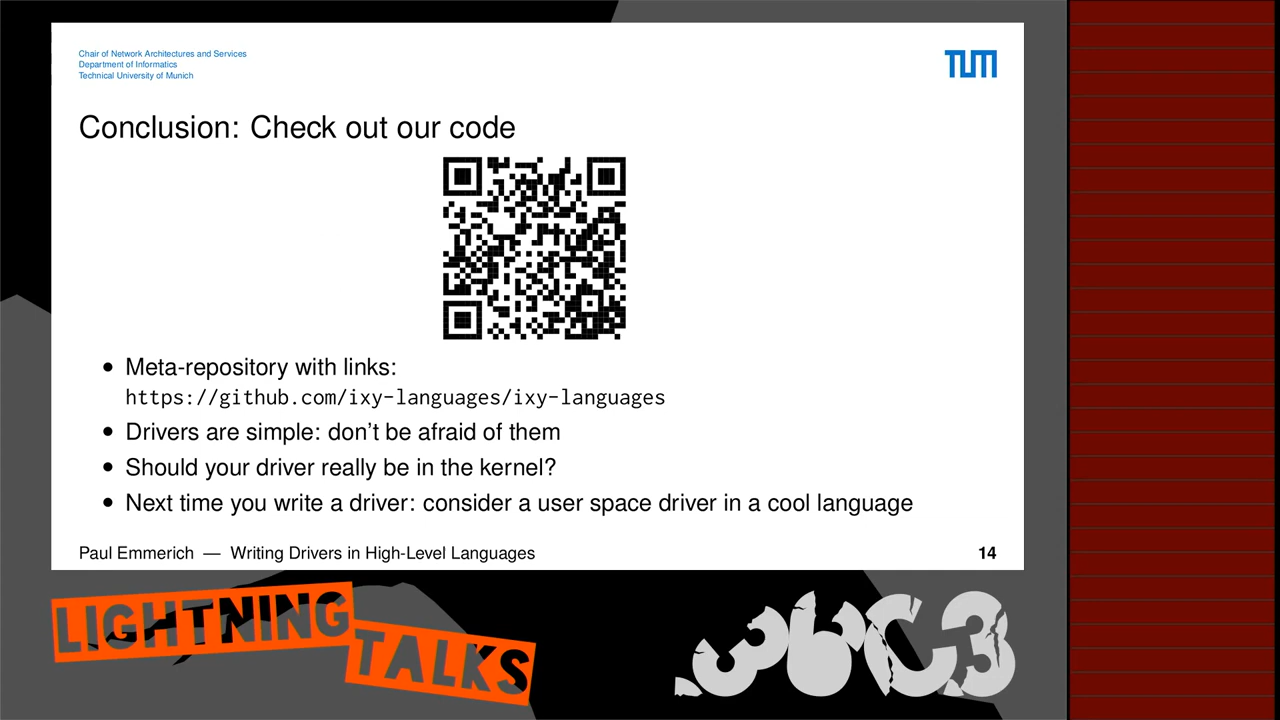 Chair of Network Architectures and Services
Department of Informatics
Technical University of Munich
TUM
Conclusion: Check out our code
• Meta-repository with links:
https://github.com/ixy-languages/ixy-languages
• Drivers are simple: don't be afraid of them
• Should your driver really be in the kernel?
• Next time you write a driver: consider a user space driver in a cool language
Paul Emmerich — Writing Drivers in High-Level Languages
14
LIGHTNING
TALKS
36C3